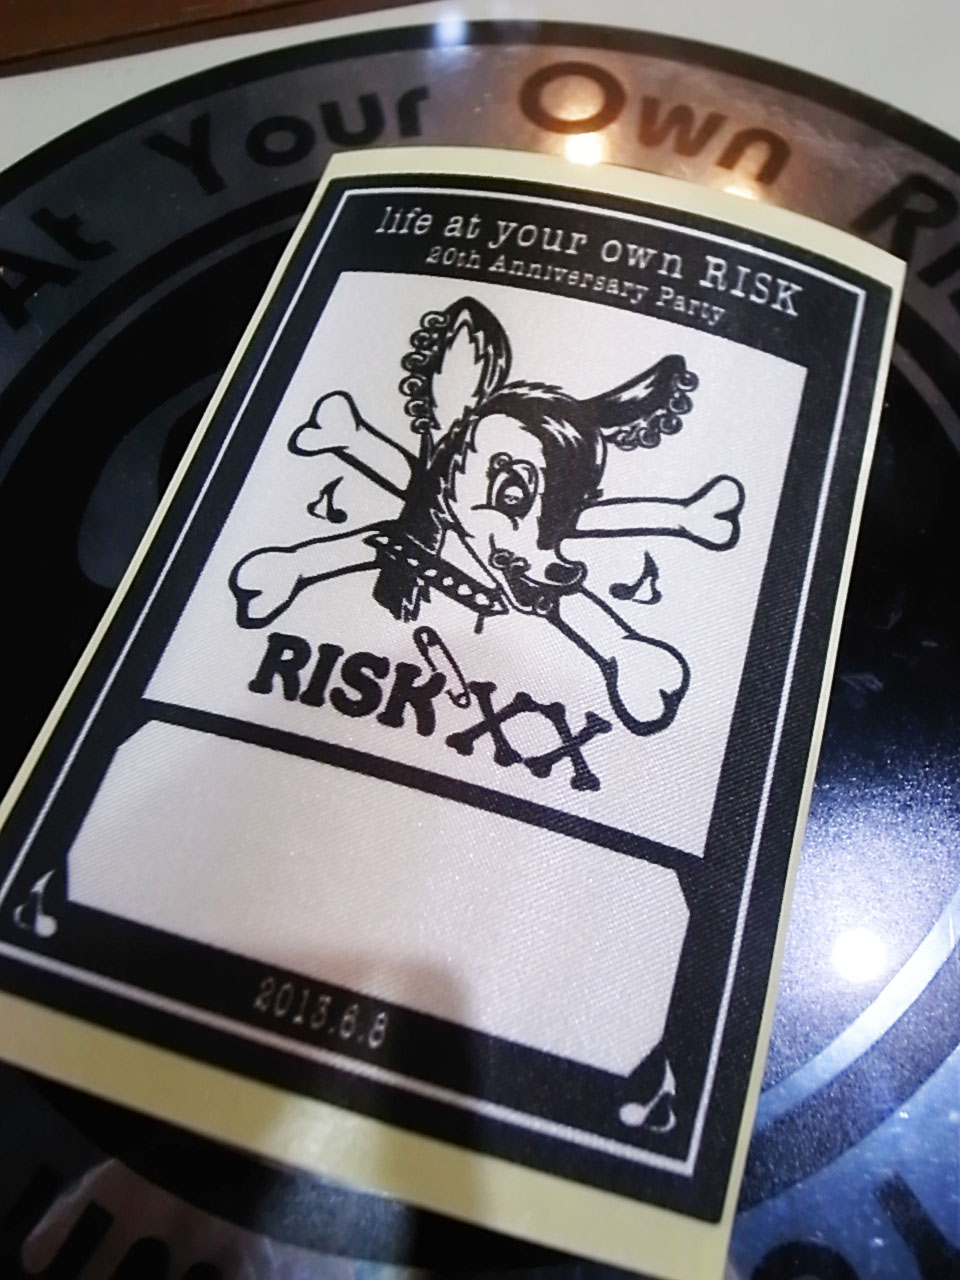 At Your Own
life at your own RISK
20th Anniversary Party
RISK XX
2013.6.8